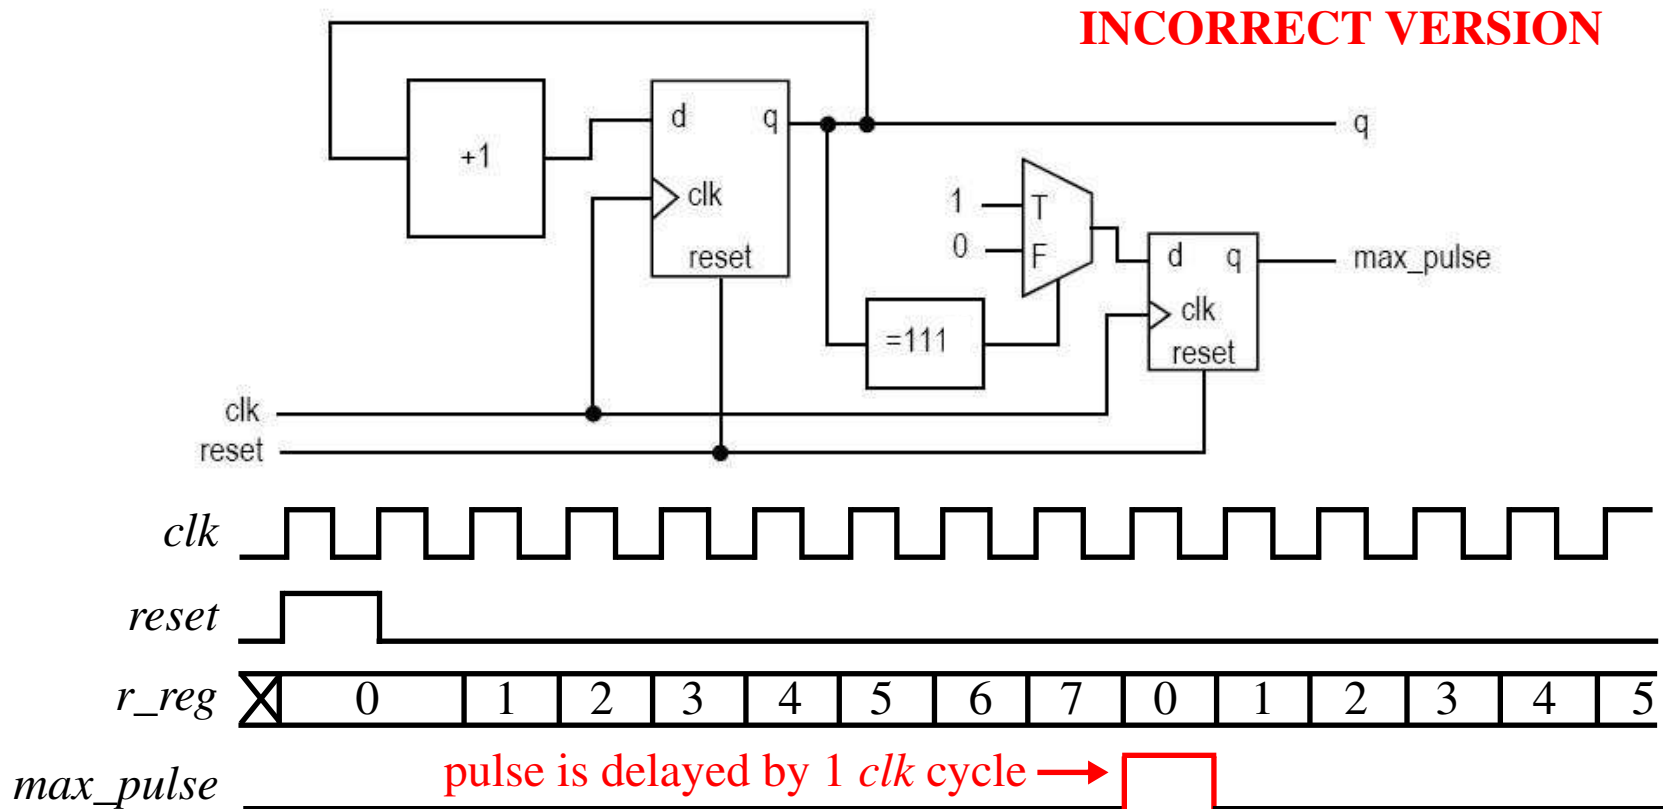 INCORRECT VERSION
d q
q
+1
clk
reset
1 T
0 F
d q
max_pulse
clk
=111
reset
clk
reset
clk
reset
r_reg 0 1 2 3 4 5 6 7 0 1 2 3 4 5
pulse is delayed by 1 clk cycle
max_pulse